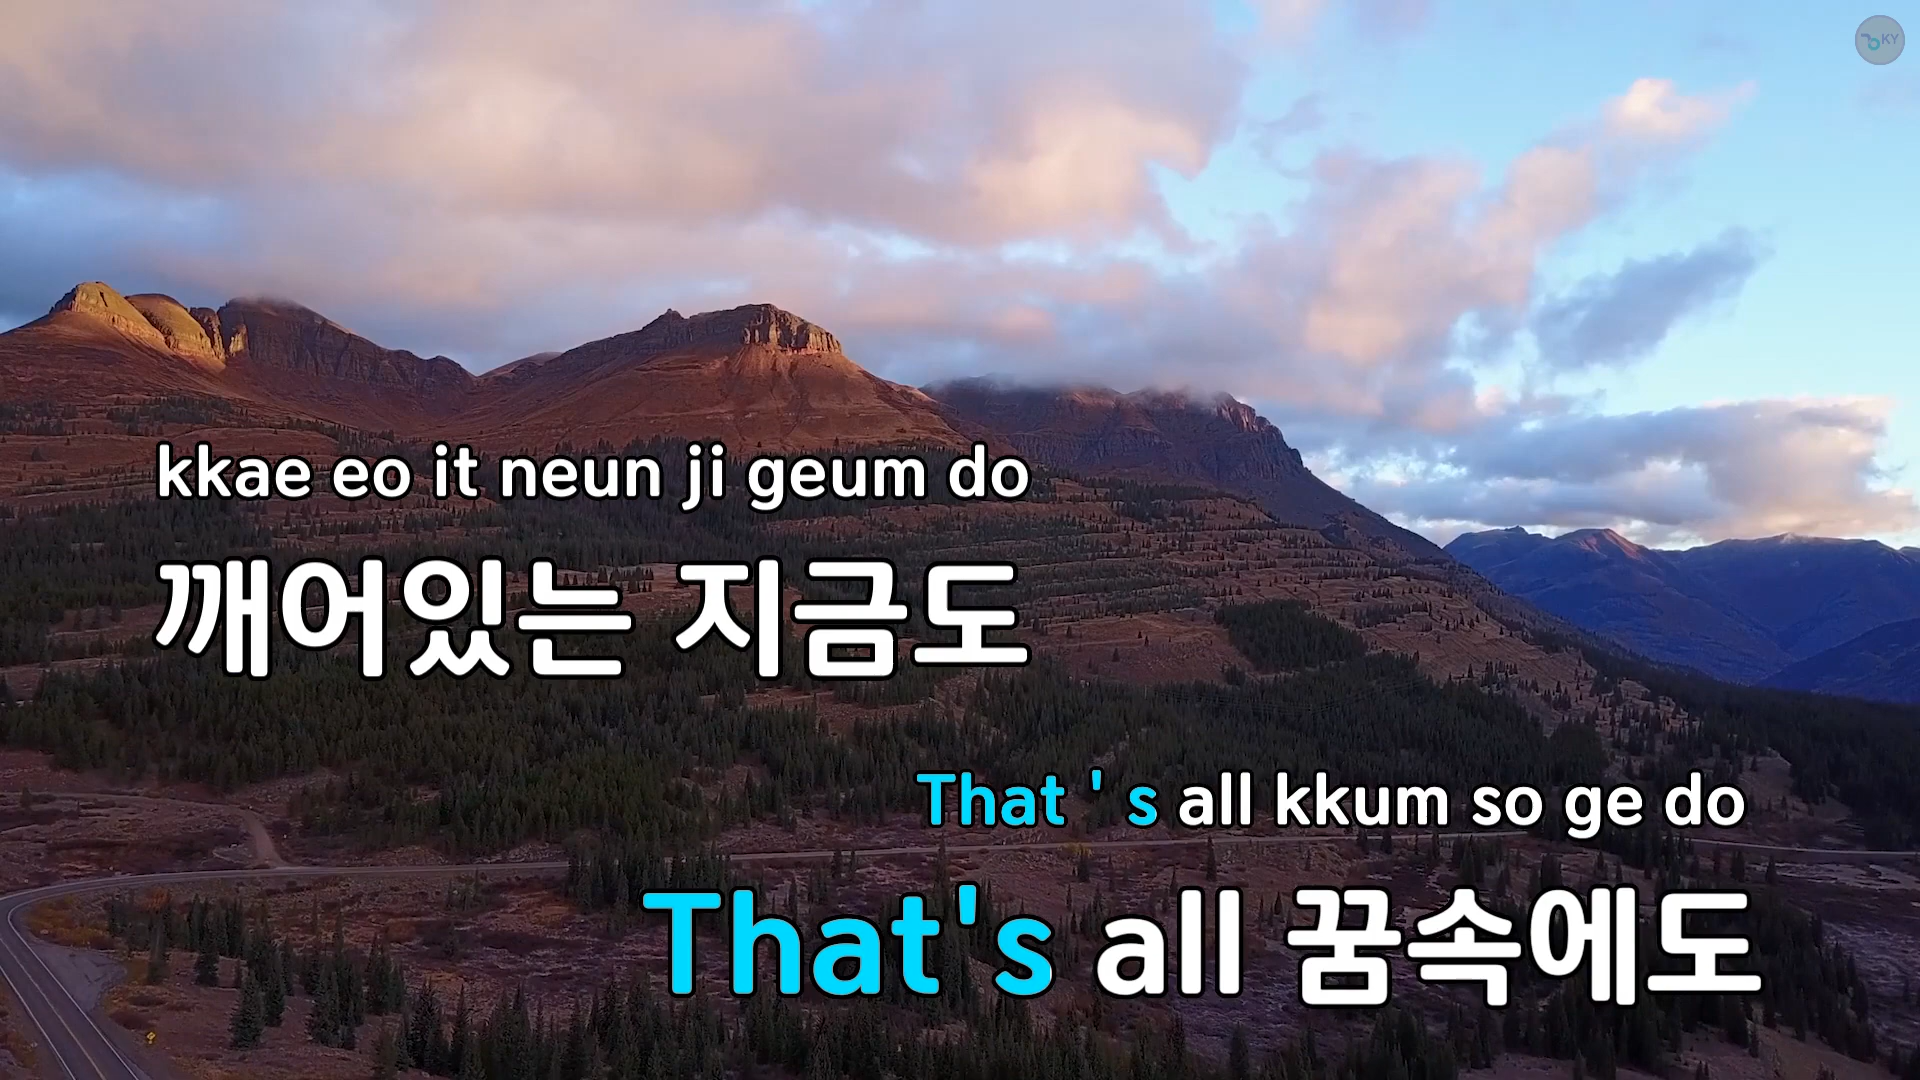 KY
kkae eo it neun ji geum do
깨어있는 지금도
That ' s all kkum so ge do
That's all 꿈속에도